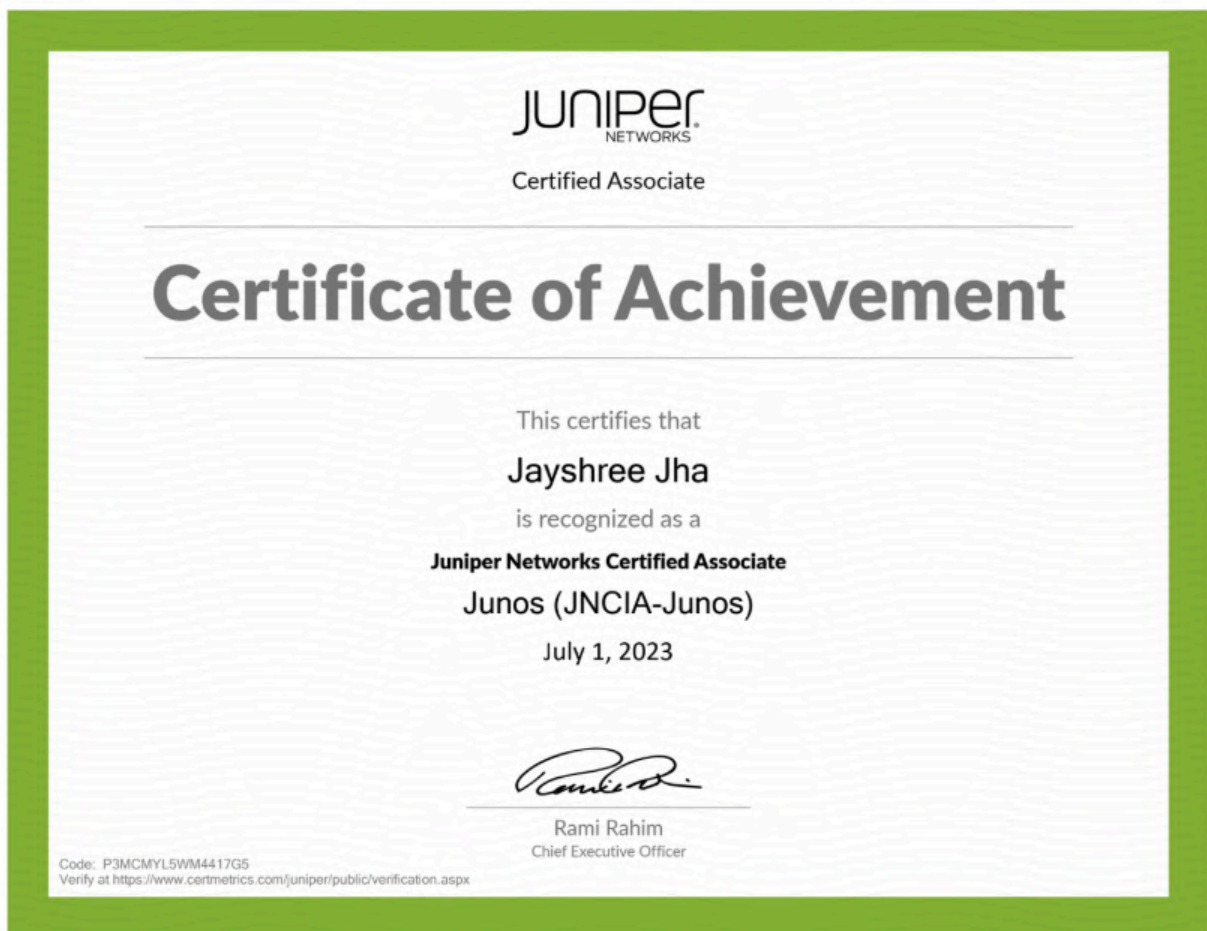 JUNIPer
NETWORKS
Certified Associate
Certificate of Achievement
This certifies that
Jayshree Jha
is recognized as a
Juniper Networks Certified Associate
Junos (JNCIA-Junos)
July 1, 2023
Rami Rahim
Chief Executive Officer
Code: P3MCMYL5WM4417G5
Verify at https://www.certmetrics.com/juniper/public/verification.aspx